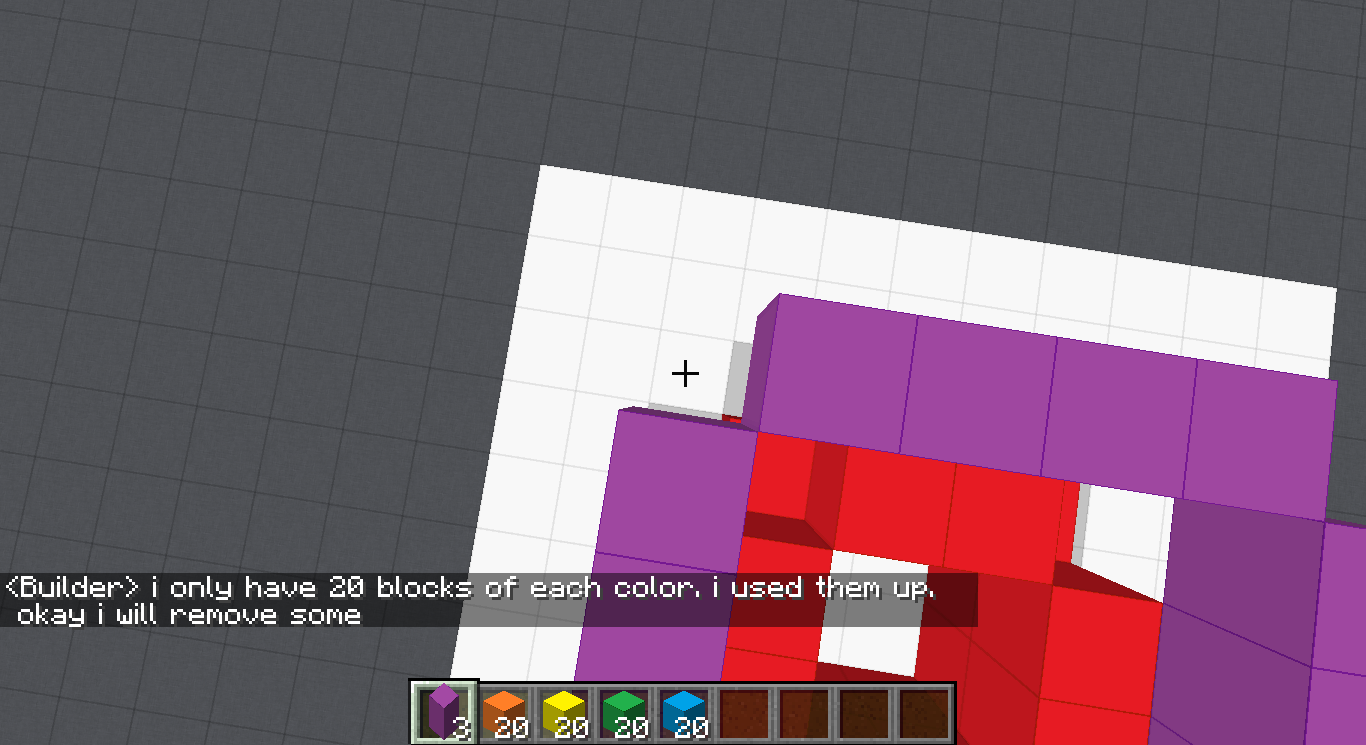 <Builder> i only have 20 blocks of each color. i used them up.
okay i will remove some
3 20 20 20 20